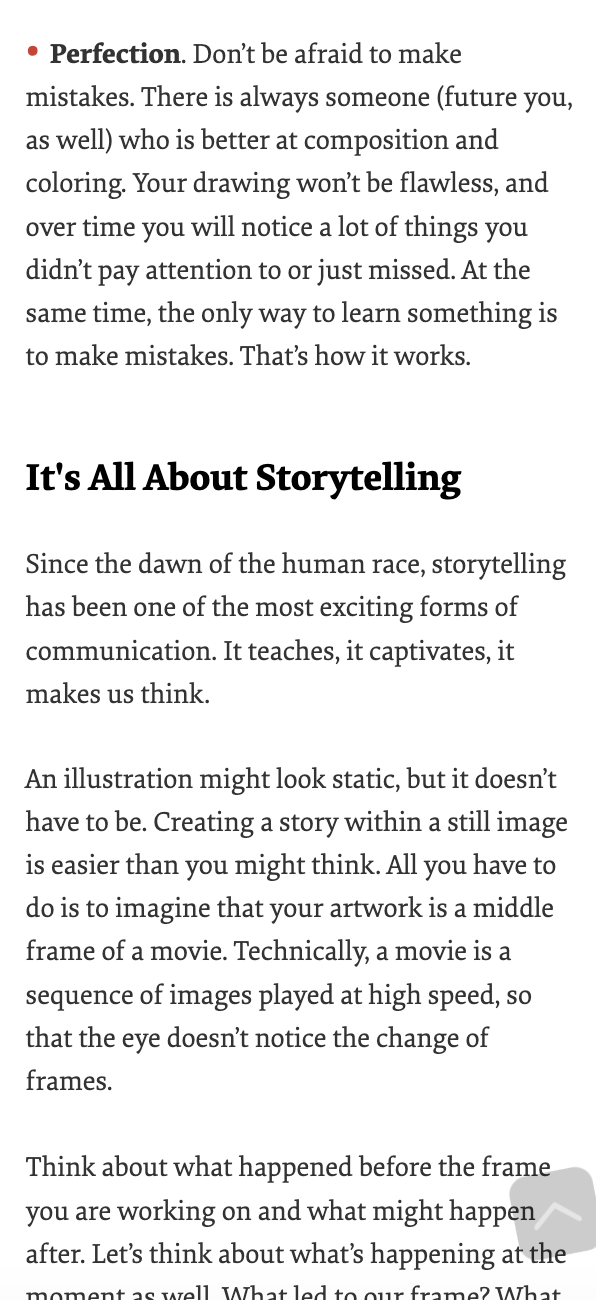 • Perfection. Don’t be afraid to make
mistakes. There is always someone (future you,
as well) who is better at composition and
coloring. Your drawing won’t be flawless, and
over time you will notice a lot of things you
didn’t pay attention to or just missed. At the
same time, the only way to learn something is
to make mistakes. That’s how it works.
It's All About Storytelling
Since the dawn of the human race, storytelling
has been one of the most exciting forms of
communication. It teaches, it captivates, it
makes us think.
An illustration might look static, but it doesn’t
have to be. Creating a story within a still image
is easier than you might think. All you have to
do is to imagine that your artwork is a middle
frame of a movie. Technically, a movie is a
sequence of images played at high speed, so
that the eye doesn’t notice the change of
frames.
Think about what happened before the frame
you are working on and what might happen
after. Let’s think about what’s happening at the
moment as well. What led to our frame? What